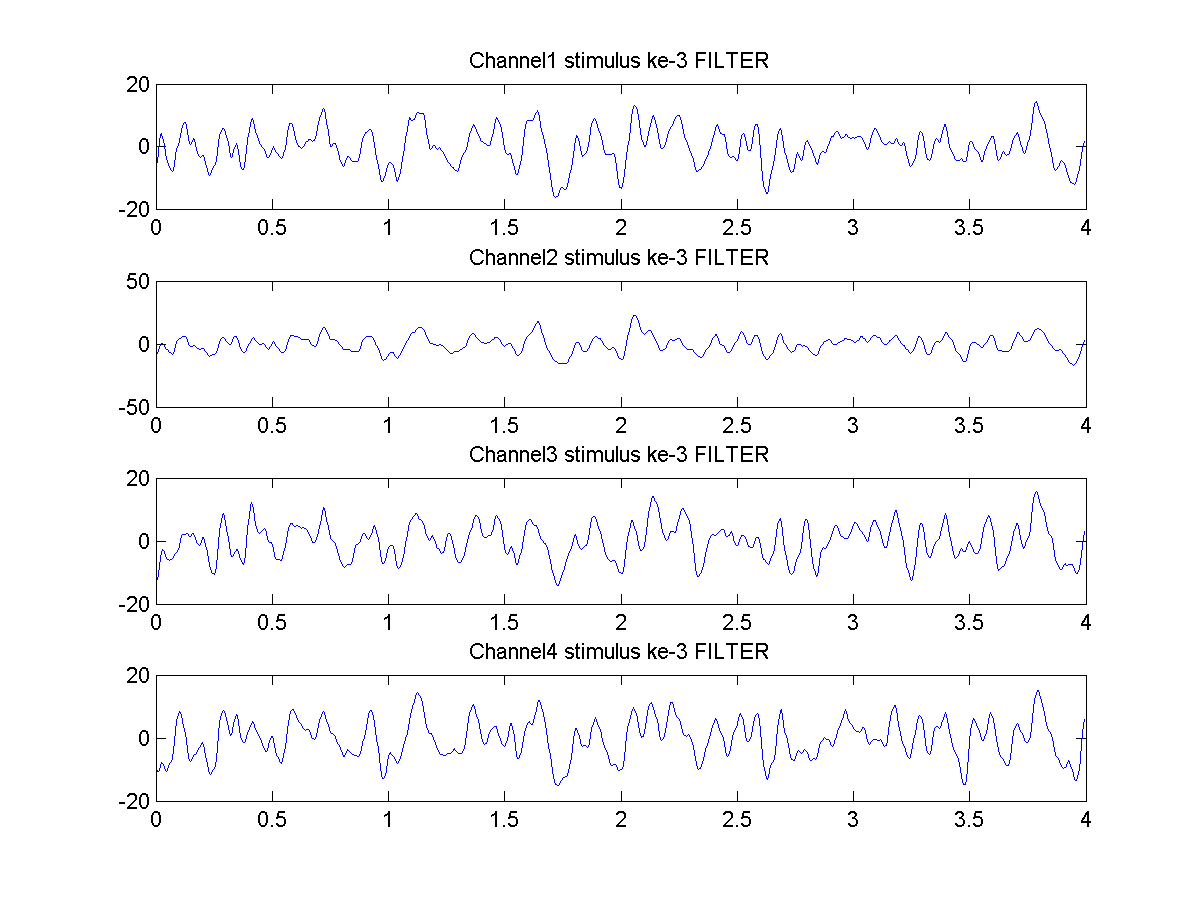 Channel1 stimulus ke-3 FILTER
20
0
-20
0 0.5 1 1.5 2 2.5 3 3.5 4
Channel2 stimulus ke-3 FILTER
50
0
-50
0 0.5 1 1.5 2 2.5 3 3.5 4
Channel3 stimulus ke-3 FILTER
20
0
-20
0 0.5 1 1.5 2 2.5 3 3.5 4
Channel4 stimulus ke-3 FILTER
20
0
-20
0 0.5 1 1.5 2 2.5 3 3.5 4